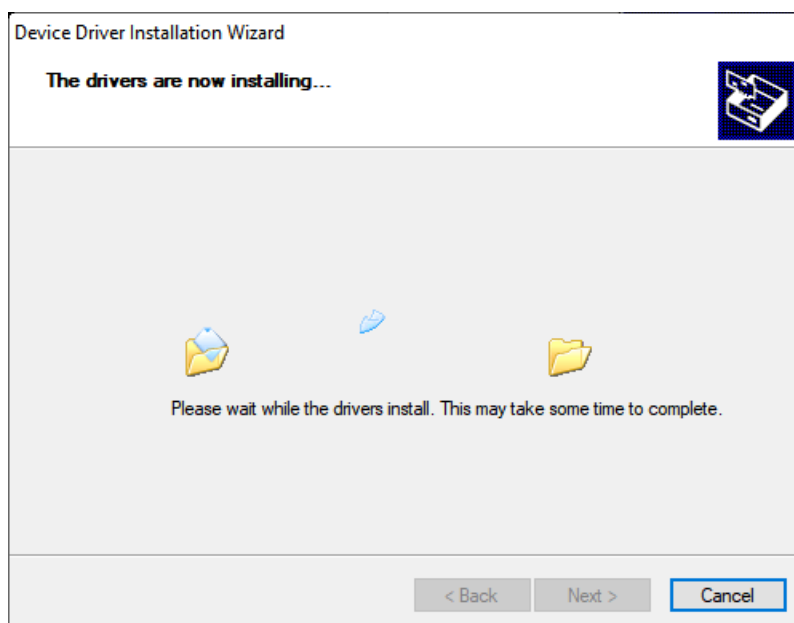 Device Driver Installation Wizard
The drivers are now installing...
Please wait while the drivers install. This may take some time to complete.
< Back Next > Cancel